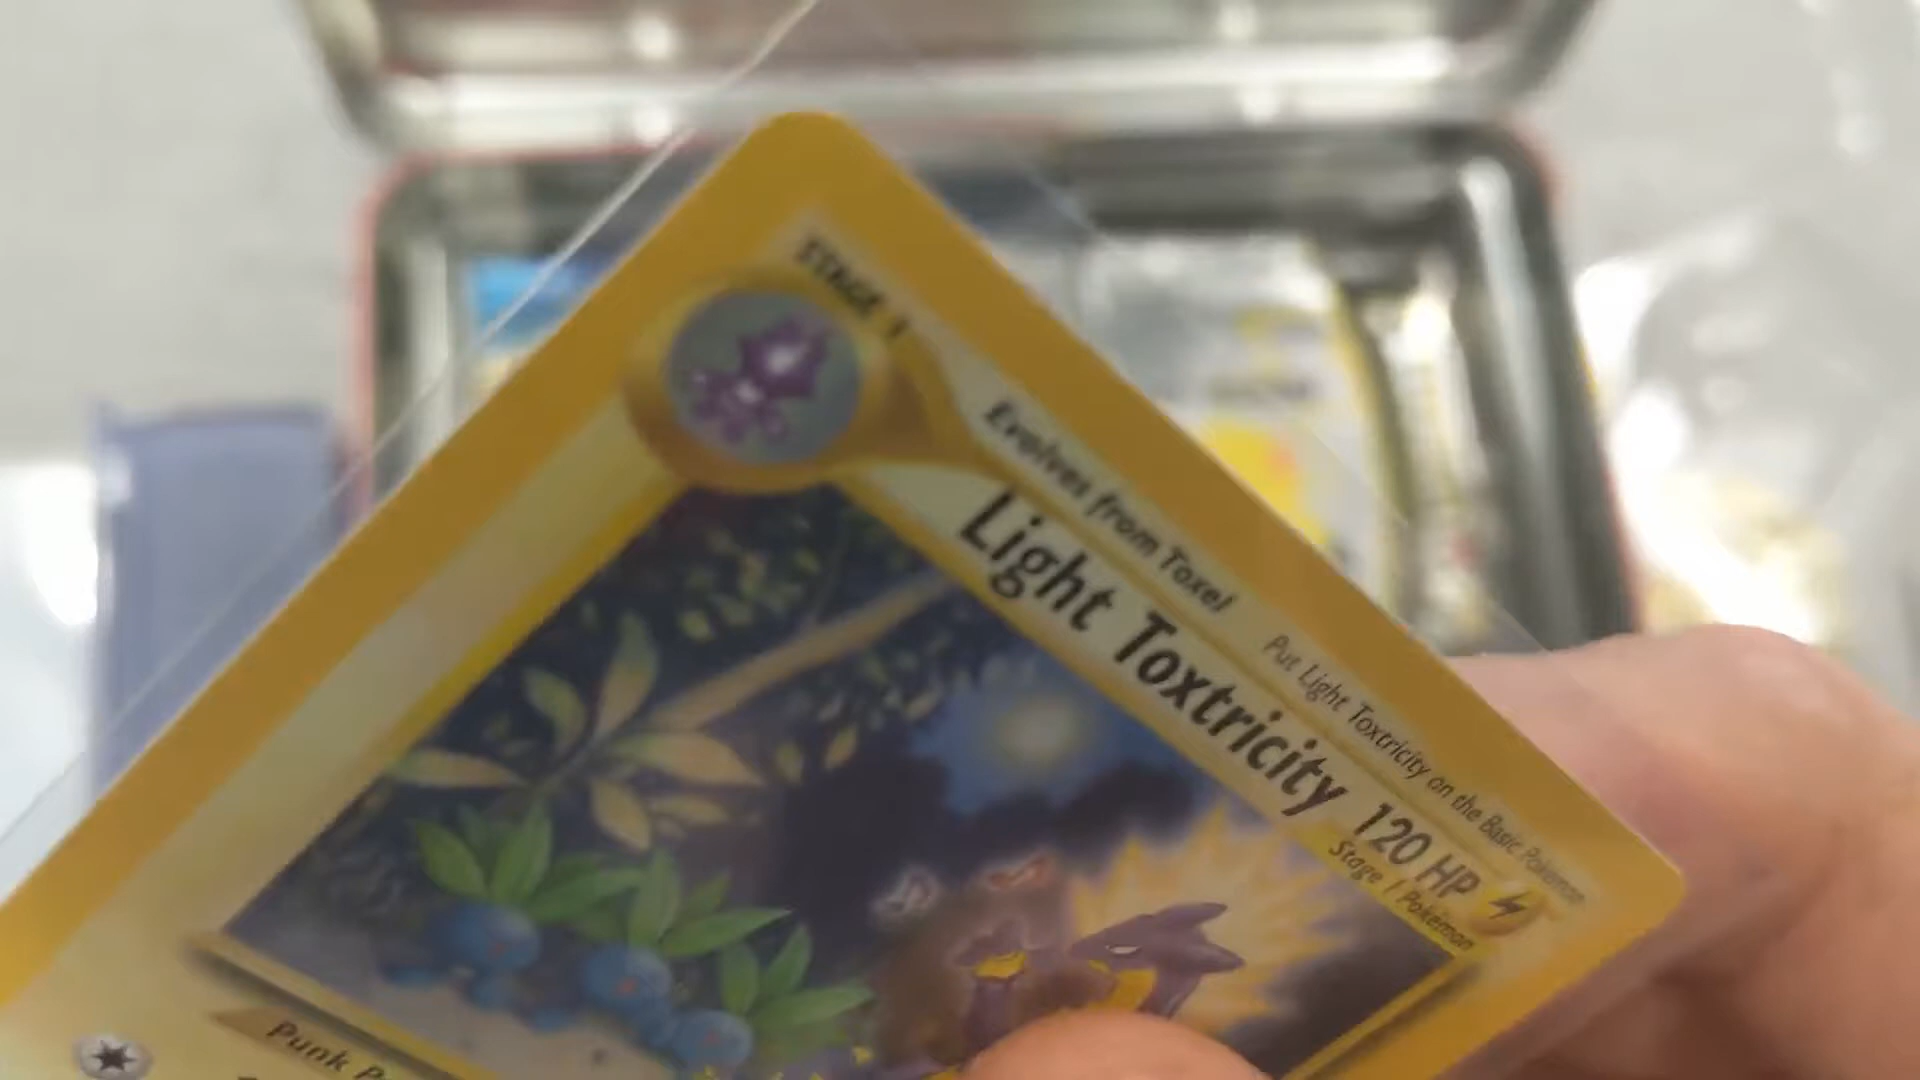 STAGE 1
Evolves from Toxel
Put Light Toxtricity on the Basic Pokémon
Light Toxtricity 120 HP
Stage 1 Pokémon
Punk